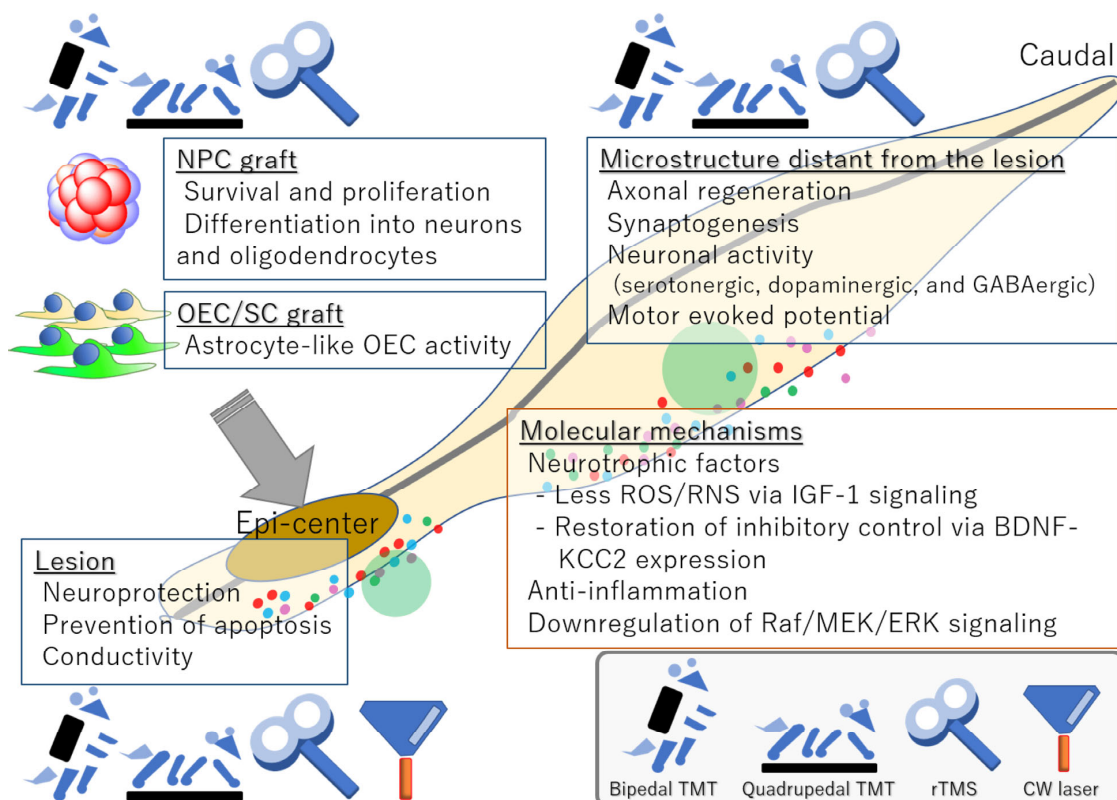 Caudal
NPC graft
Survival and proliferation
Differentiation into neurons
and oligodendrocytes
OEC/SC graft
Astrocyte-like OEC activity
Microstructure distant from the lesion
Axonal regeneration
Synaptogenesis
Neuronal activity
(serotonergic, dopaminergic, and GABAergic)
Motor evoked potential
Molecular mechanisms
Neurotrophic factors
- Less ROS/RNS via IGF-1 signaling
- Restoration of inhibitory control via BDNF-
KCC2 expression
Anti-inflammation
Downregulation of Raf/MEK/ERK signaling
Epi-center
Lesion
Neuroprotection
Prevention of apoptosis
Conductivity
Bipedal TMT
Quadrupedal TMT
rTMS
CW laser